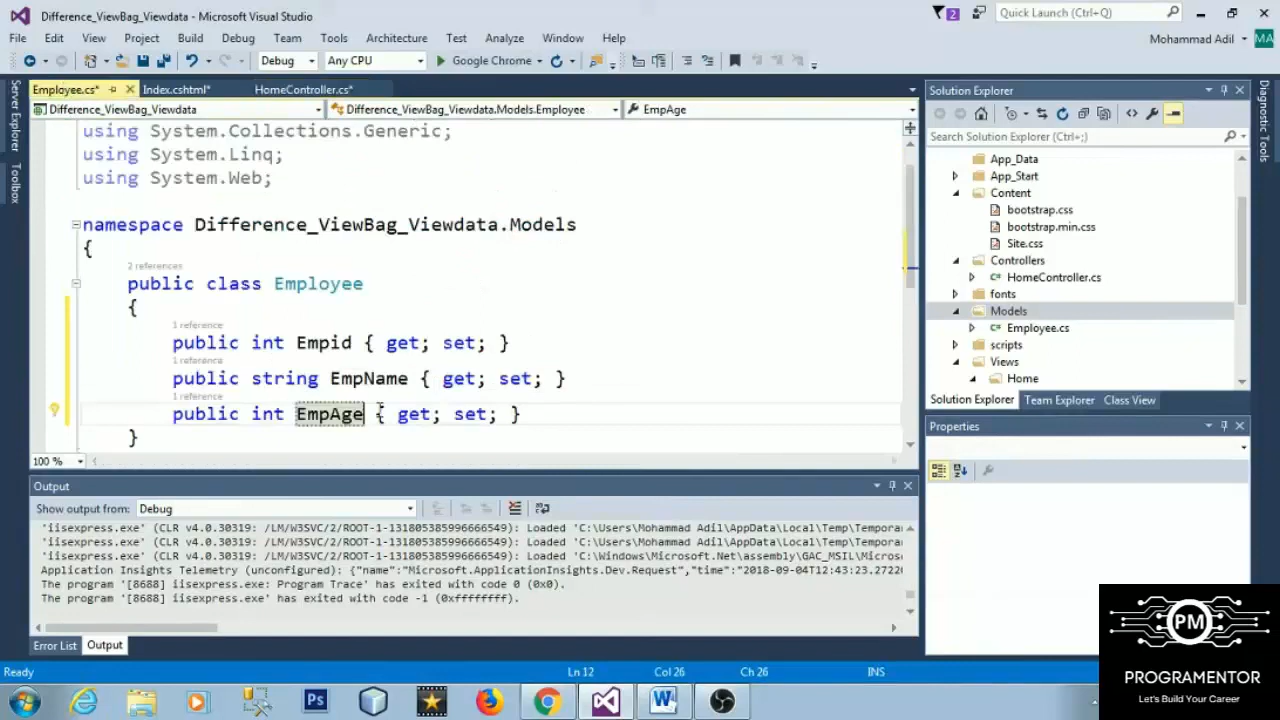 Difference_ViewBag_Viewdata - Microsoft Visual Studio
2
Quick Launch (Ctrl+Q)
File Edit View Project Build Debug Team Tools Architecture Test Analyze Window Help
Mohammad Adil MA
Debug Any CPU Google Chrome
Server Explorer
Toolbox
Employee.cs* Index.cshtml* HomeController.cs*
Difference_ViewBag_Viewdata Difference_ViewBag_Viewdata.Models.Employee EmpAge
using System.Collections.Generic;
using System.Linq;
using System.Web;
namespace Difference_ViewBag_Viewdata.Models
{
2 references
public class Employee
{
1 reference
public int Empid { get; set; }
1 reference
public string EmpName { get; set; }
1 reference
public int EmpAge { get; set; }
}
100 %
Output
Show output from: Debug
'iisexpress.exe' (CLR v4.0.30319: /LM/W3SVC/2/ROOT-1-131805385996666549): Loaded 'C:\Users\Mohammad Adil\AppData\Local\Temp\Tempora
'iisexpress.exe' (CLR v4.0.30319: /LM/W3SVC/2/ROOT-1-131805385996666549): Loaded 'C:\Users\Mohammad Adil\AppData\Local\Temp\Tempora
'iisexpress.exe' (CLR v4.0.30319: /LM/W3SVC/2/ROOT-1-131805385996666549): Loaded 'C:\Windows\Microsoft.Net\assembly\GAC_MSIL\Micros
Application Insights Telemetry (unconfigured): {"name":"Microsoft.ApplicationInsights.Dev.Request","time":"2018-09-04T12:43:23.2722
The program '[8688] iisexpress.exe: Program Trace' has exited with code 0 (0x0).
The program '[8688] iisexpress.exe' has exited with code -1 (0xffffffff).
Error List Output
Solution Explorer
Search Solution Explorer (Ctrl+;)
App_Data
App_Start
Content
bootstrap.css
bootstrap.min.css
Site.css
Controllers
HomeController.cs
fonts
Models
Employee.cs
scripts
Views
Home
Solution Explorer Team Explorer Class View
Properties
Diagnostic Tools
Ready Ln 12 Col 26 Ch 26 INS
Ps
W
PM
PROGRAMENTOR
Let's Build Your Career